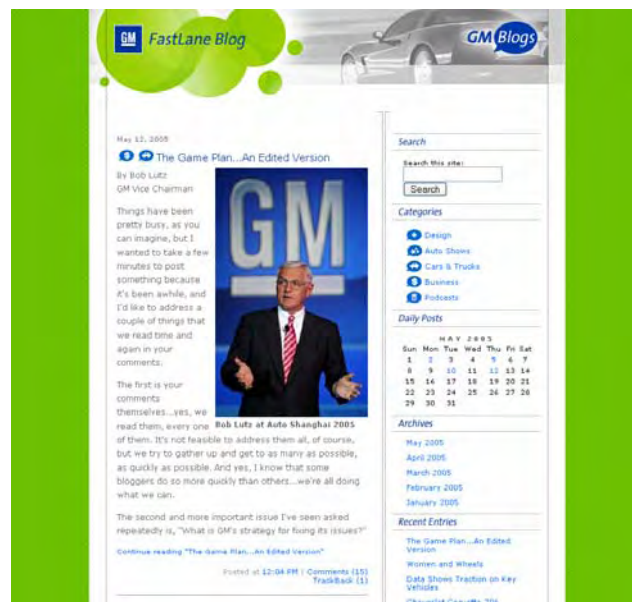 GM FastLane Blog
GM Blogs
May 12, 2005
The Game Plan...An Edited Version
By Bob Lutz
GM Vice Chairman
Things have been
pretty busy, as you
can imagine, but I
wanted to take a few
minutes to post
something because
it's been awhile, and
I'd like to address a
couple of things that
we read time and
again in your
comments.
GM
Bob Lutz at Auto Shanghai 2005
The first is your
comments
themselves...yes, we
read them, every one
of them. It's not feasible to address them all, of course,
but we try to gather up and get to as many as possible,
as quickly as possible. And yes, I know that some
bloggers do so more quickly than others...we're all doing
what we can.
The second and more important issue I've seen asked
repeatedly is, "What is GM's strategy for fixing its issues?"
Continue reading "The Game Plan...An Edited Version"
Posted at 12:04 PM | Comments (15)
TrackBack (1)
Search
Search this site:
Search
Categories
Design
Auto Shows
Cars & Trucks
Business
Podcasts
Daily Posts
MAY 2005
Sun Mon Tue Wed Thu Fri Sat
1 2 3 4 5 6 7
8 9 10 11 12 13 14
15 16 17 18 19 20 21
22 23 24 25 26 27 28
29 30 31
Archives
May 2005
April 2005
March 2005
February 2005
January 2005
Recent Entries
The Game Plan...An Edited
Version
Women and Wheels
Data Shows Traction on Key
Vehicles